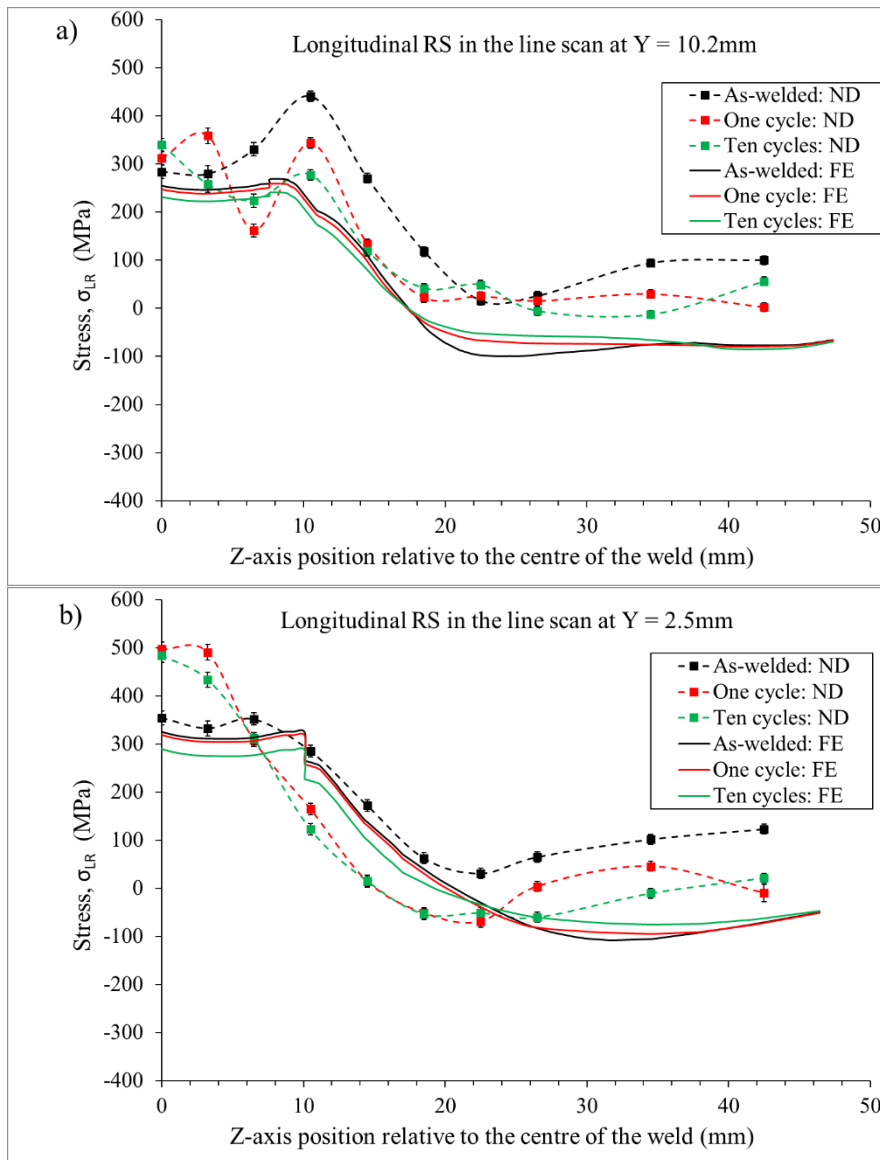 a)
Longitudinal RS in the line scan at Y = 10.2mm
As-welded: ND
One cycle: ND
Ten cycles: ND
As-welded: FE
One cycle: FE
Ten cycles: FE
Stress, σLR (MPa)
600
500
400
300
200
100
0
-100
-200
-300
-400
0 10 20 30 40 50
Z-axis position relative to the centre of the weld (mm)
b)
Longitudinal RS in the line scan at Y = 2.5mm
As-welded: ND
One cycle: ND
Ten cycles: ND
As-welded: FE
One cycle: FE
Ten cycles: FE
Stress, σLR (MPa)
600
500
400
300
200
100
0
-100
-200
-300
-400
0 10 20 30 40 50
Z-axis position relative to the centre of the weld (mm)